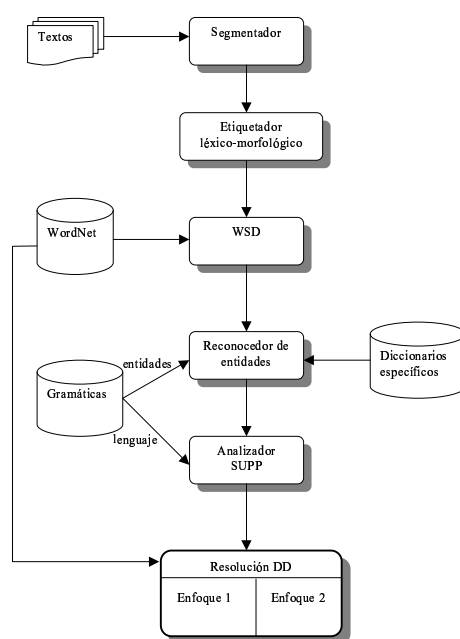 Textos
Segmentador
Etiquetador
léxico-morfológico
WordNet
WSD
entidades
Reconocedor de
entidades
Diccionarios
específicos
Gramáticas
lenguaje
Analizador
SUPP
Resolución DD
Enfoque 1
Enfoque 2